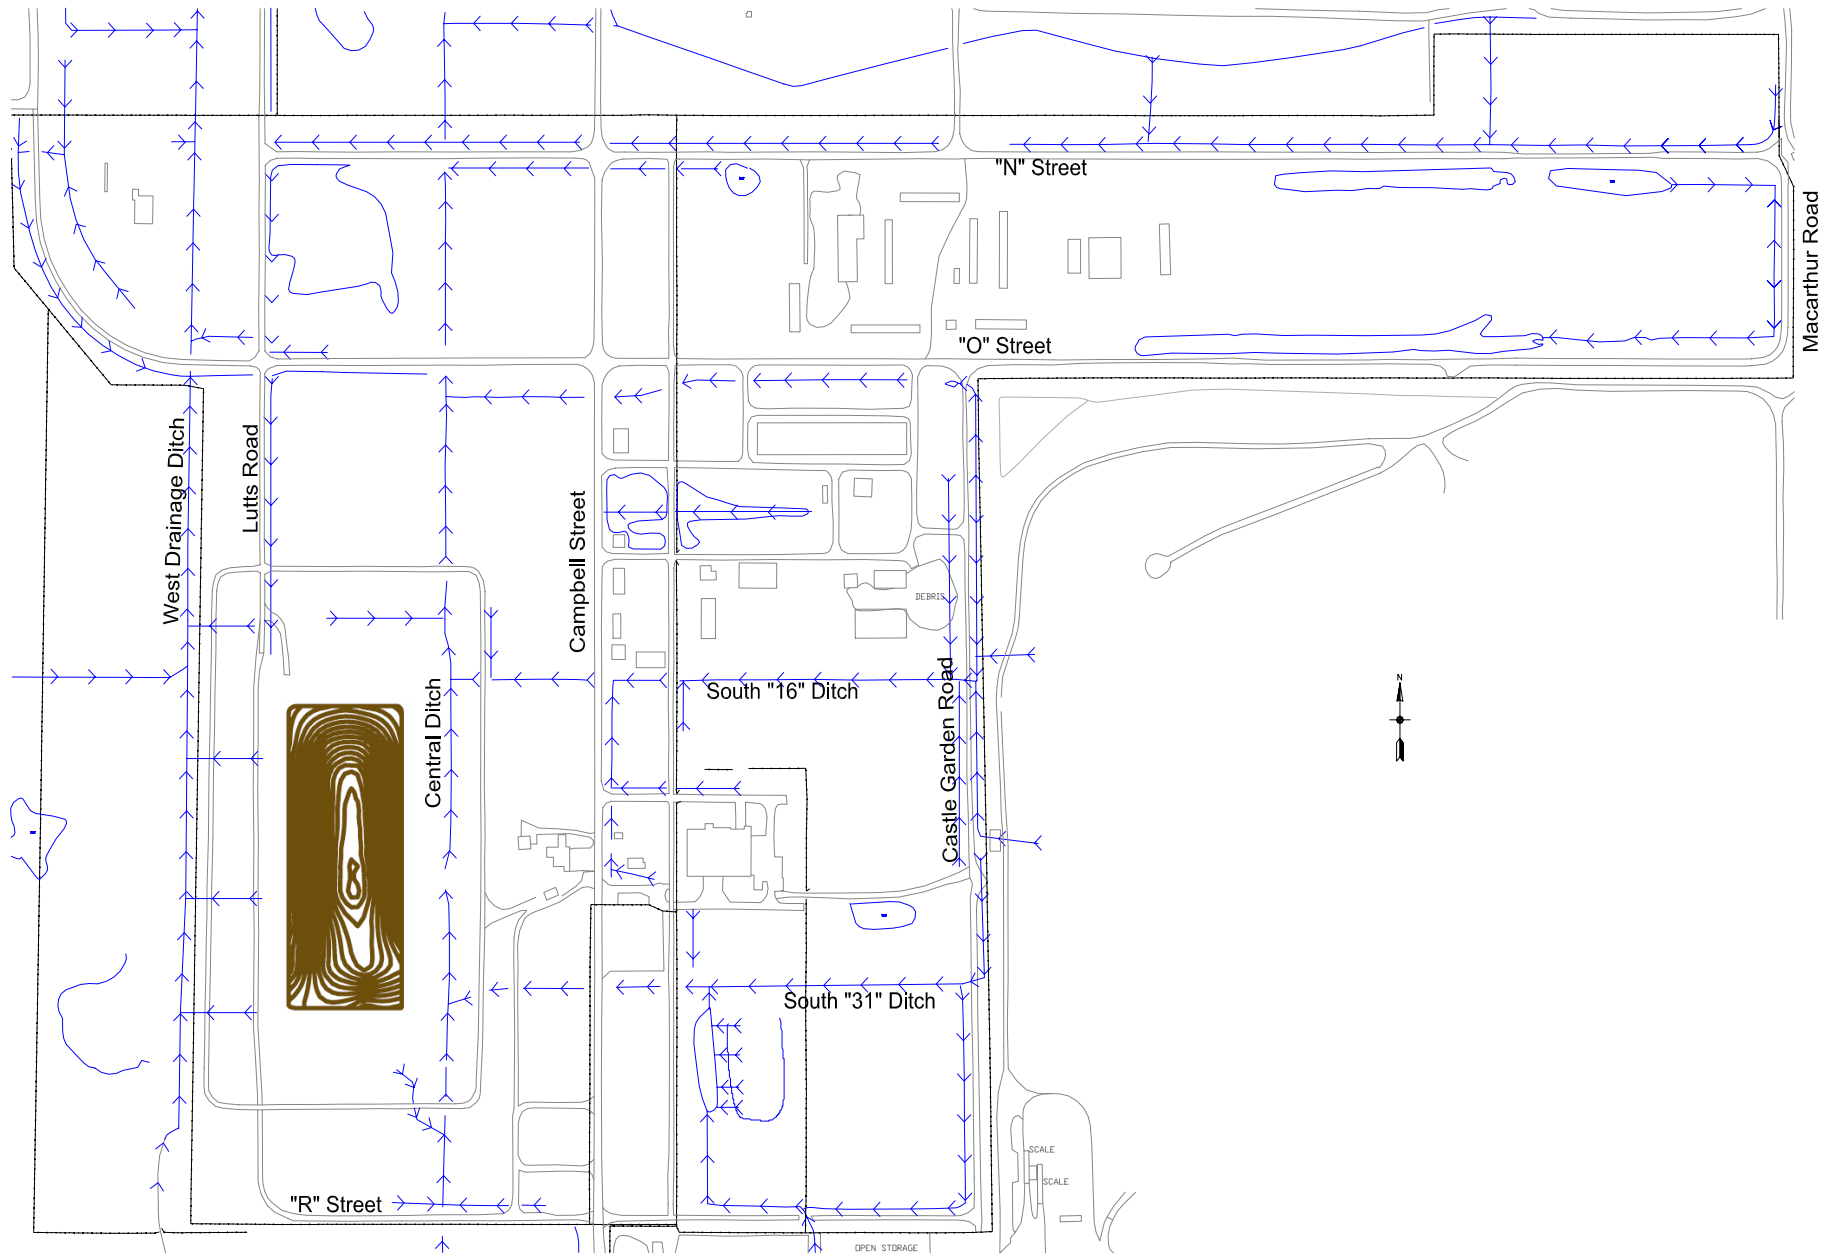 "N" Street
Macarthur Road
"O" Street
West Drainage Ditch
Lutts Road
Campbell Street
DEBRIS
Castle Garden Road
South "16" Ditch
Central Ditch
N
South "31" Ditch
SCALE
SCALE
"R" Street
OPEN STORAGE